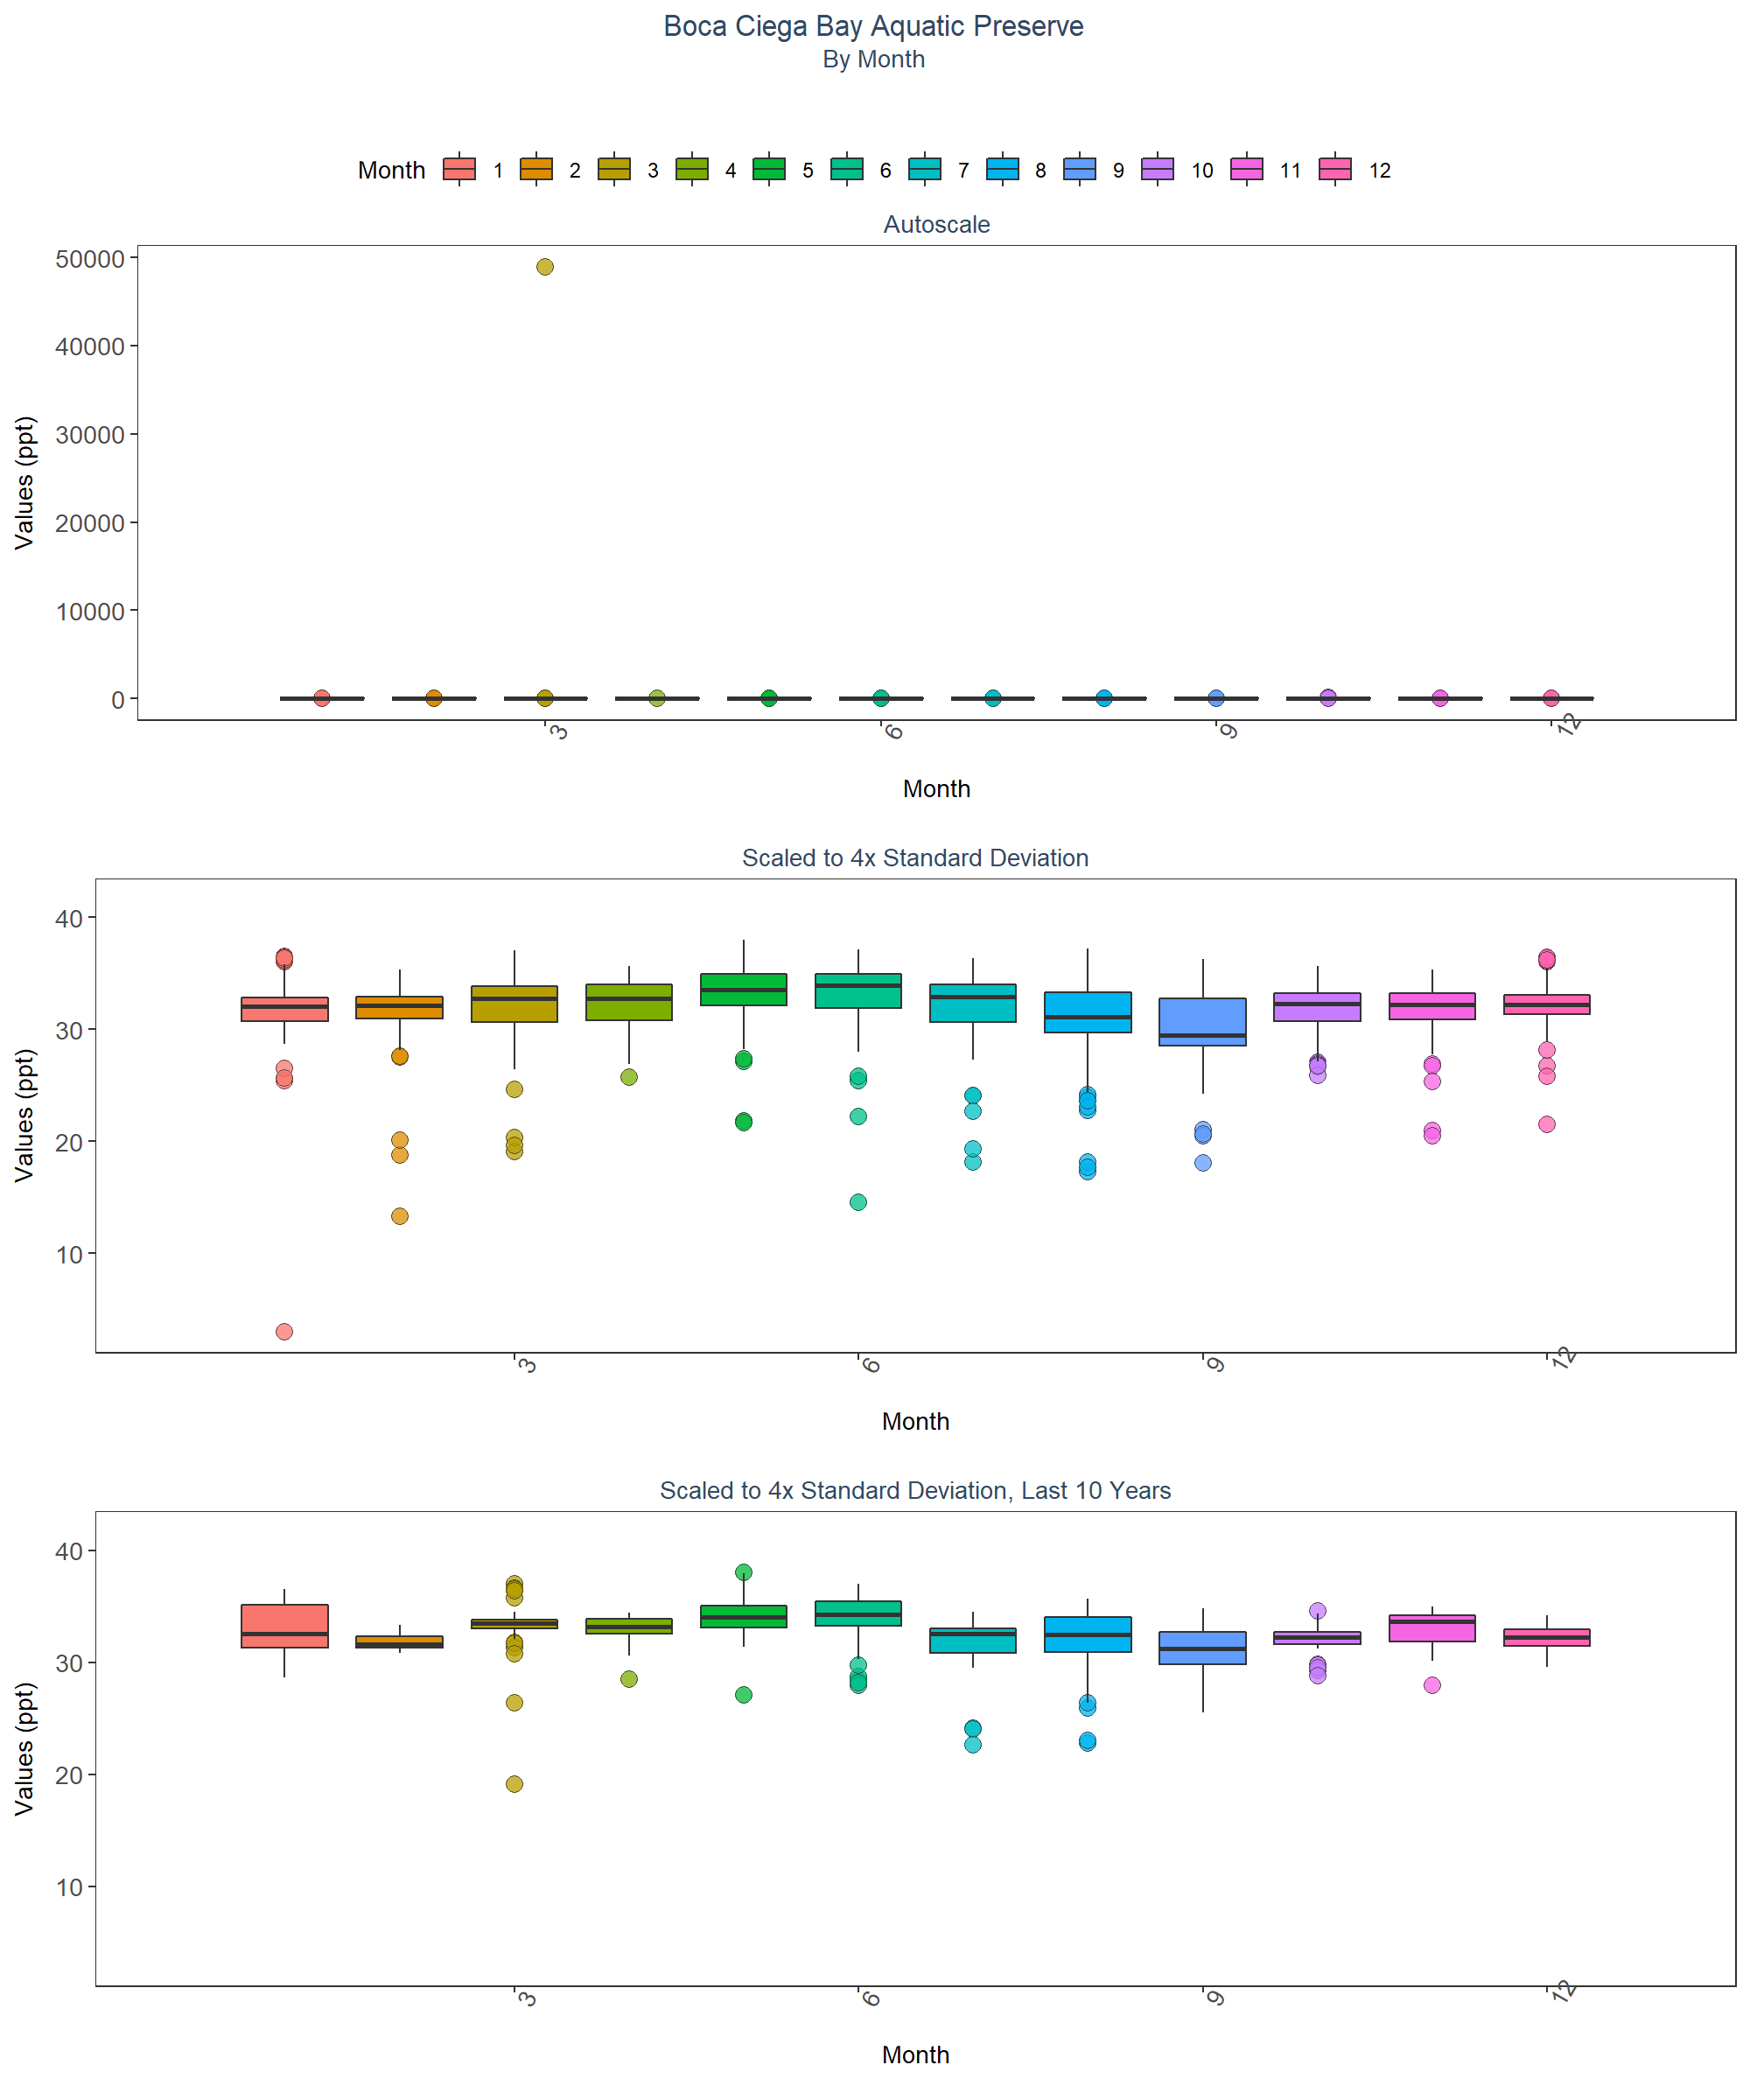 Boca Ciega Bay Aquatic Preserve
By Month
Month 1 2 3 4 5 6 7 8 9 10 11 12
Autoscale
Values (ppt)
50000
40000
30000
20000
10000
0
3 6 9 12
Month
Scaled to 4x Standard Deviation
Values (ppt)
40
30
20
10
3 6 9 12
Month
Scaled to 4x Standard Deviation, Last 10 Years
Values (ppt)
40
30
20
10
3 6 9 12
Month